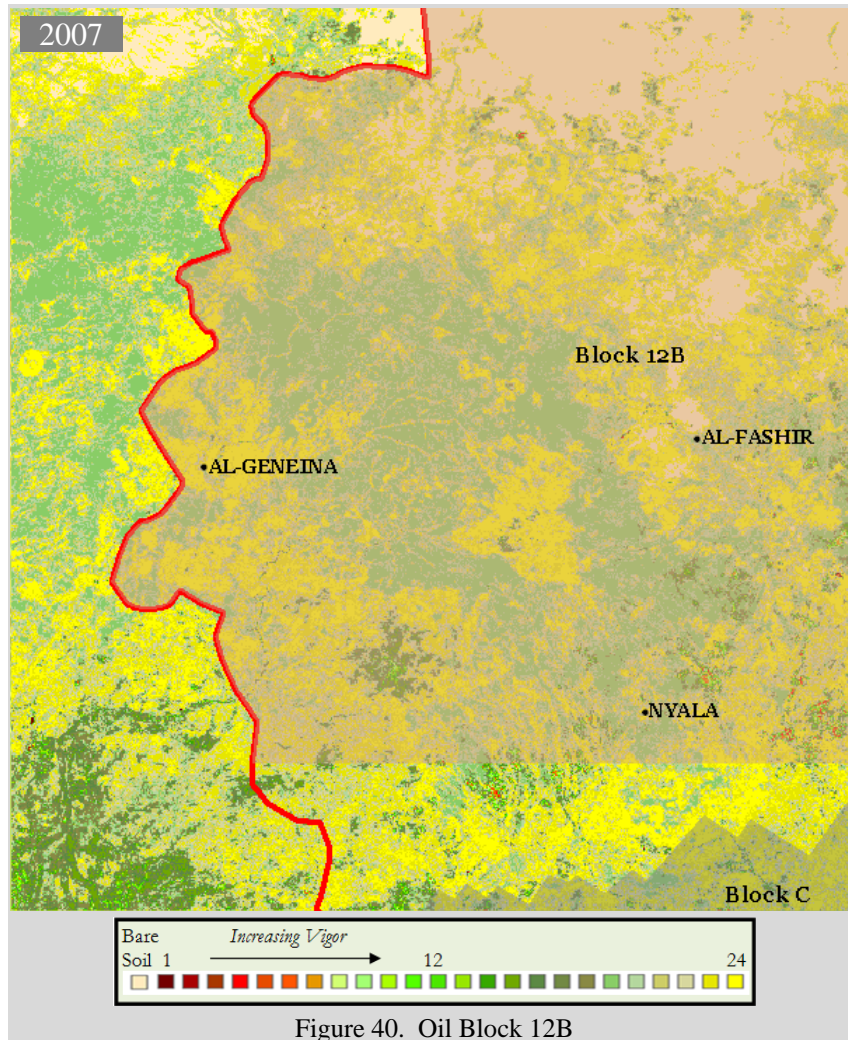 2007
Block 12B
AL-FASHIR
AL-GENEINA
NYALA
Block C
Bare Increasing Vigor
Soil 1 12 24
Figure 40. Oil Block 12B